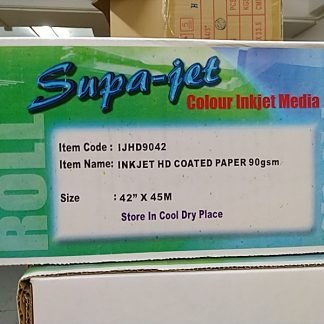 Supa-jet
Colour Inkjet Media
ROLL
Item Code : IJHD9042
Item Name: INKJET HD COATED PAPER 90gsm
Size : 42" X 45M
Store In Cool Dry Place